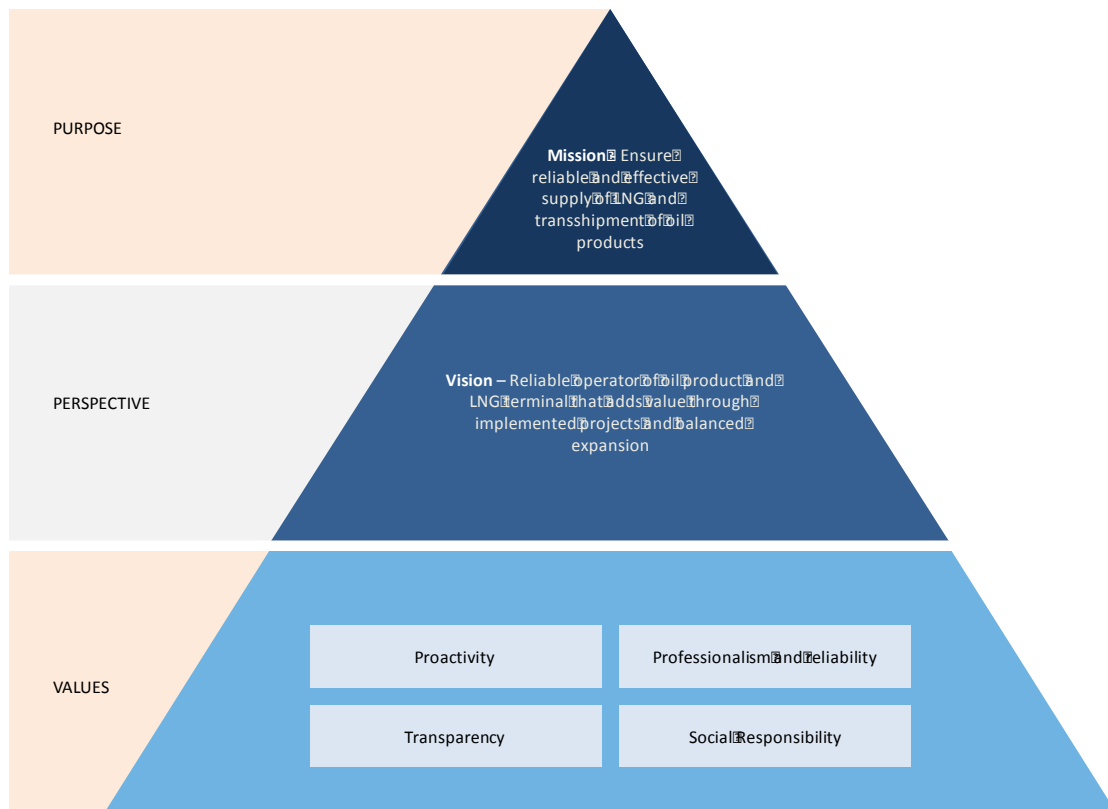 PURPOSE
Mission – Ensure
reliable and effective
supply of LNG and
transshipment of oil
products
PERSPECTIVE
Vision – Reliable operator of oil product and
LNG terminal that adds value through
implemented projects and balanced
expansion
VALUES
Proactivity
Professionalism and reliability
Transparency
Social Responsibility